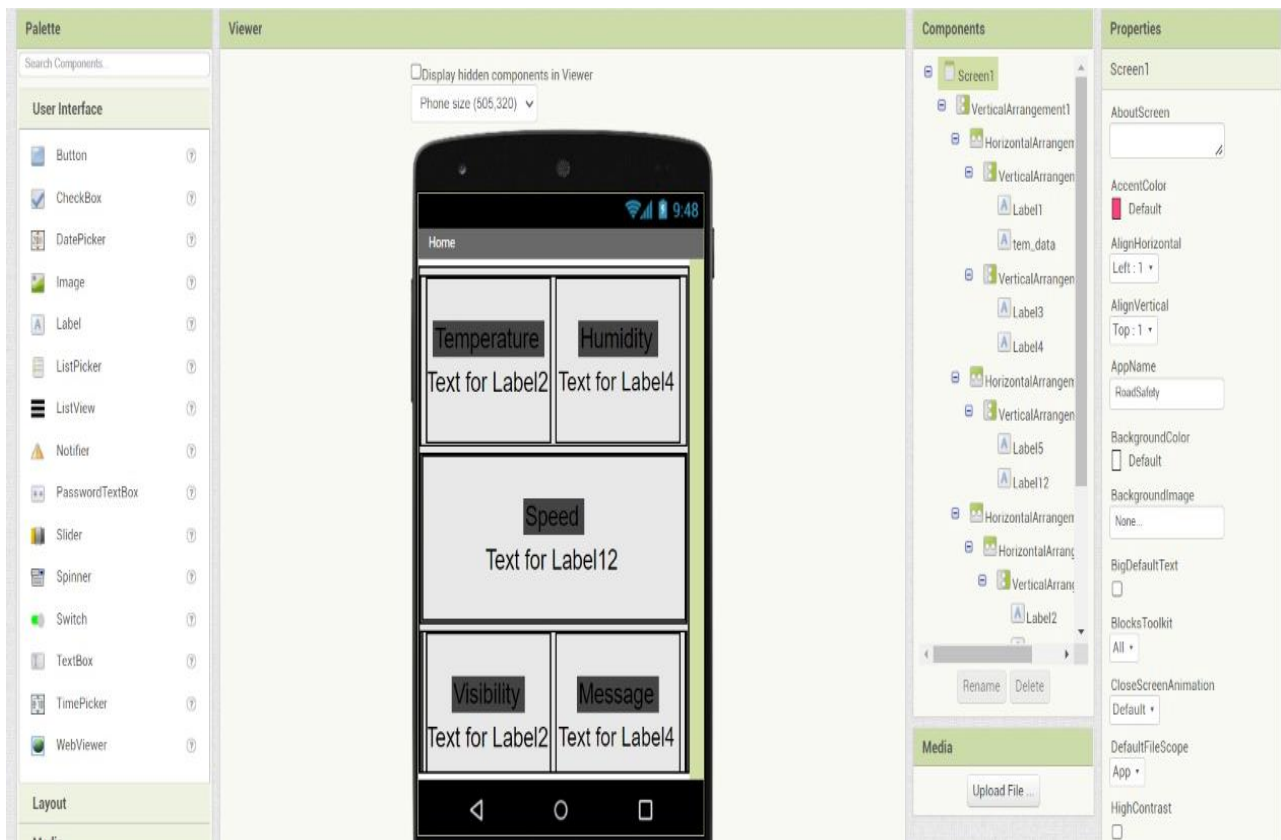 Palette
Search Components...
User Interface
Button
CheckBox
DatePicker
Image
Label
ListPicker
ListView
Notifier
PasswordTextBox
Slider
Spinner
Switch
TextBox
TimePicker
WebViewer
Layout
Viewer
Display hidden components in Viewer
Phone size (505,320)
9:48
Home
Temperature Humidity
Text for Label2 Text for Label4
Speed
Text for Label12
Visibility Message
Text for Label2 Text for Label4
Components
Screen1
VerticalArrangement1
HorizontalArrangem
VerticalArrangen
Label1
tem_data
VerticalArrangen
Label3
Label4
HorizontalArrangem
VerticalArrangen
Label5
Label12
HorizontalArrangem
HorizontalArrang
VerticalArrang
Label2
Rename Delete
Media
Upload File ...
Properties
Screen1
AboutScreen
AccentColor
Default
AlignHorizontal
Left : 1
AlignVertical
Top : 1
AppName
RoadSafety
BackgroundColor
Default
BackgroundImage
None...
BigDefaultText
BlocksToolkit
All
CloseScreenAnimation
Default
DefaultFileScope
App
HighContrast